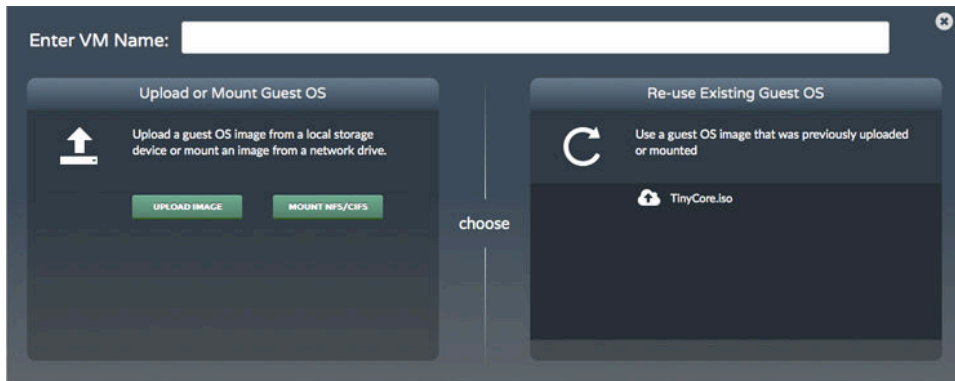 Enter VM Name:
Upload or Mount Guest OS
Upload a guest OS image from a local storage
device or mount an image from a network drive.
UPLOAD IMAGE
MOUNT NFS/CIFS
choose
Re-use Existing Guest OS
Use a guest OS image that was previously uploaded
or mounted
TinyCore.iso